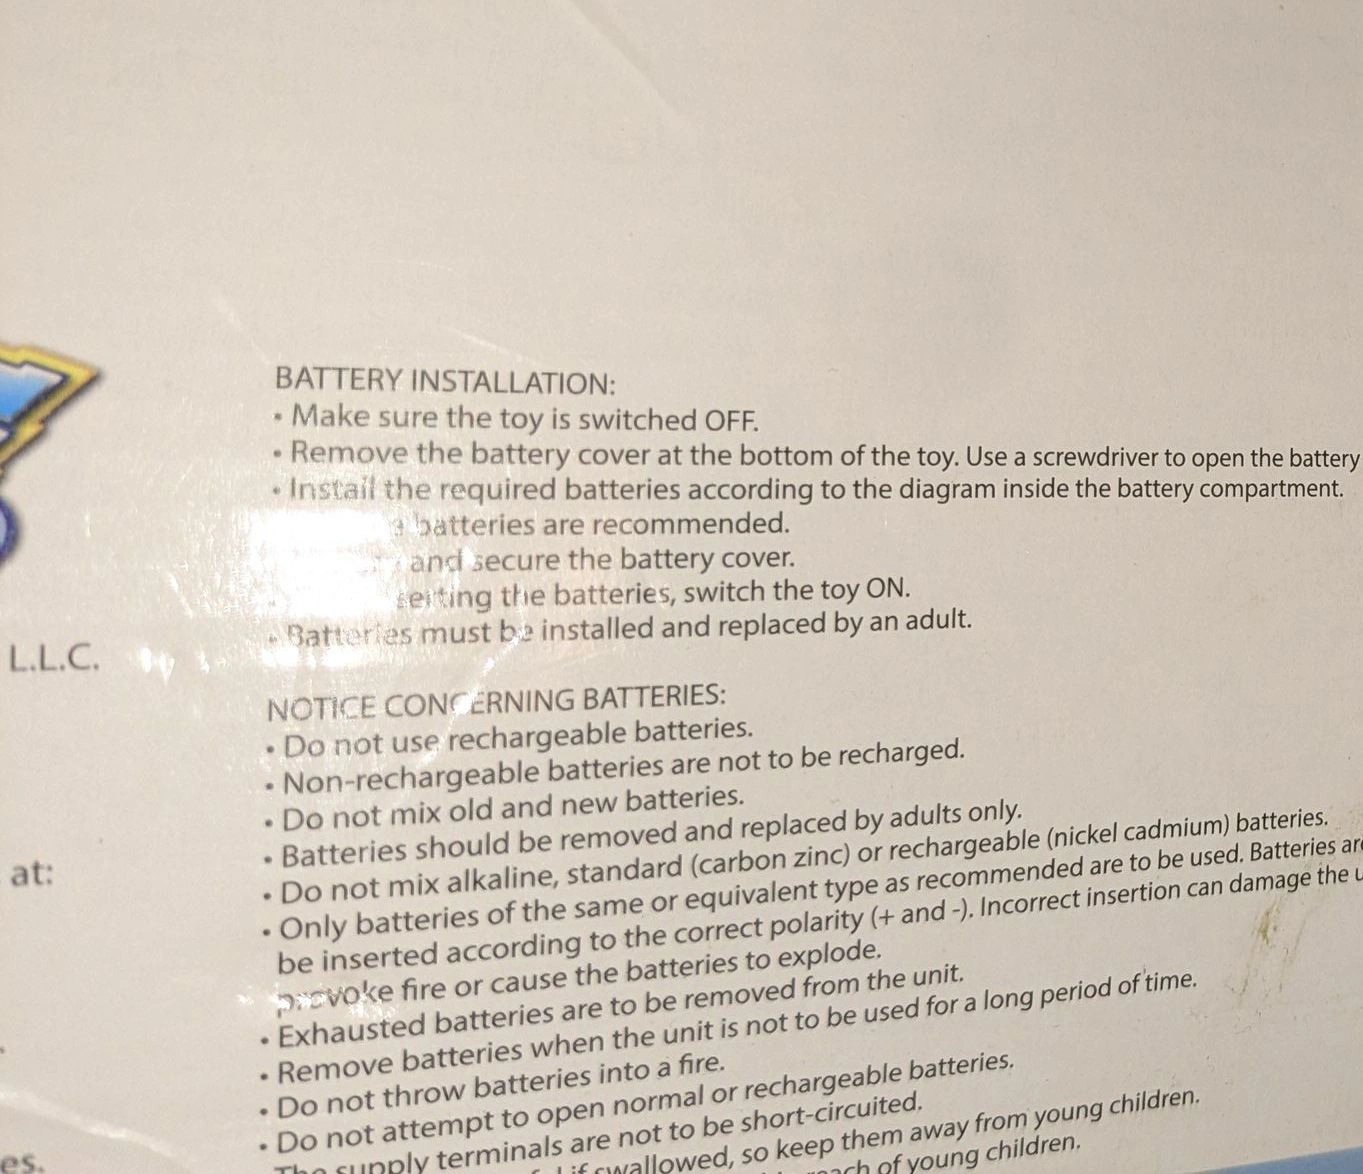 BATTERY INSTALLATION:
• Make sure the toy is switched OFF.
• Remove the battery cover at the bottom of the toy. Use a screwdriver to open the battery
• Install the required batteries according to the diagram inside the battery compartment.
batteries are recommended.
and secure the battery cover.
the batteries, switch the toy ON.
• Batteries must be installed and replaced by an adult.
L.L.C.
NOTICE CONCERNING BATTERIES:
• Do not use rechargeable batteries.
• Non-rechargeable batteries are not to be recharged.
• Do not mix old and new batteries.
• Batteries should be removed and replaced by adults only.
at:
• Do not mix alkaline, standard (carbon zinc) or rechargeable (nickel cadmium) batteries.
• Only batteries of the same or equivalent type as recommended are to be used. Batteries
be inserted according to the correct polarity (+ and -). Incorrect insertion can damage the
provoke fire or cause the batteries to explode.
• Exhausted batteries are to be removed from the unit.
• Remove batteries when the unit is not to be used for a long period of time.
• Do not throw batteries into a fire.
• Do not attempt to open normal or rechargeable batteries.
supply terminals are not to be short-circuited.
if swallowed, so keep them away from young children.
of young children.